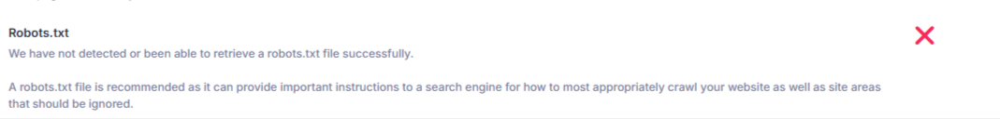 Robots.txt
We have not detected or been able to retrieve a robots.txt file successfully.
A robots.txt file is recommended as it can provide important instructions to a search engine for how to most appropriately crawl your website as well as site areas
that should be ignored.